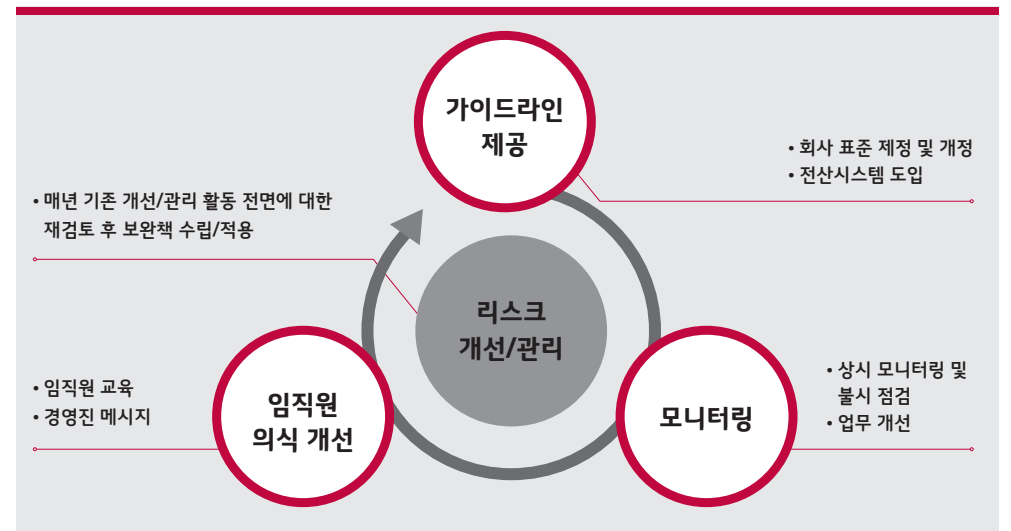 가이드라인
제공
• 회사 표준 제정 및 개정
• 전산시스템 도입
• 매년 기존 개선/관리 활동 전면에 대한
재검토 후 보완책 수립/적용
리스크
개선/관리
• 임직원 교육
• 경영진 메시지
임직원
의식 개선
모니터링
• 상시 모니터링 및
불시 점검
• 업무 개선